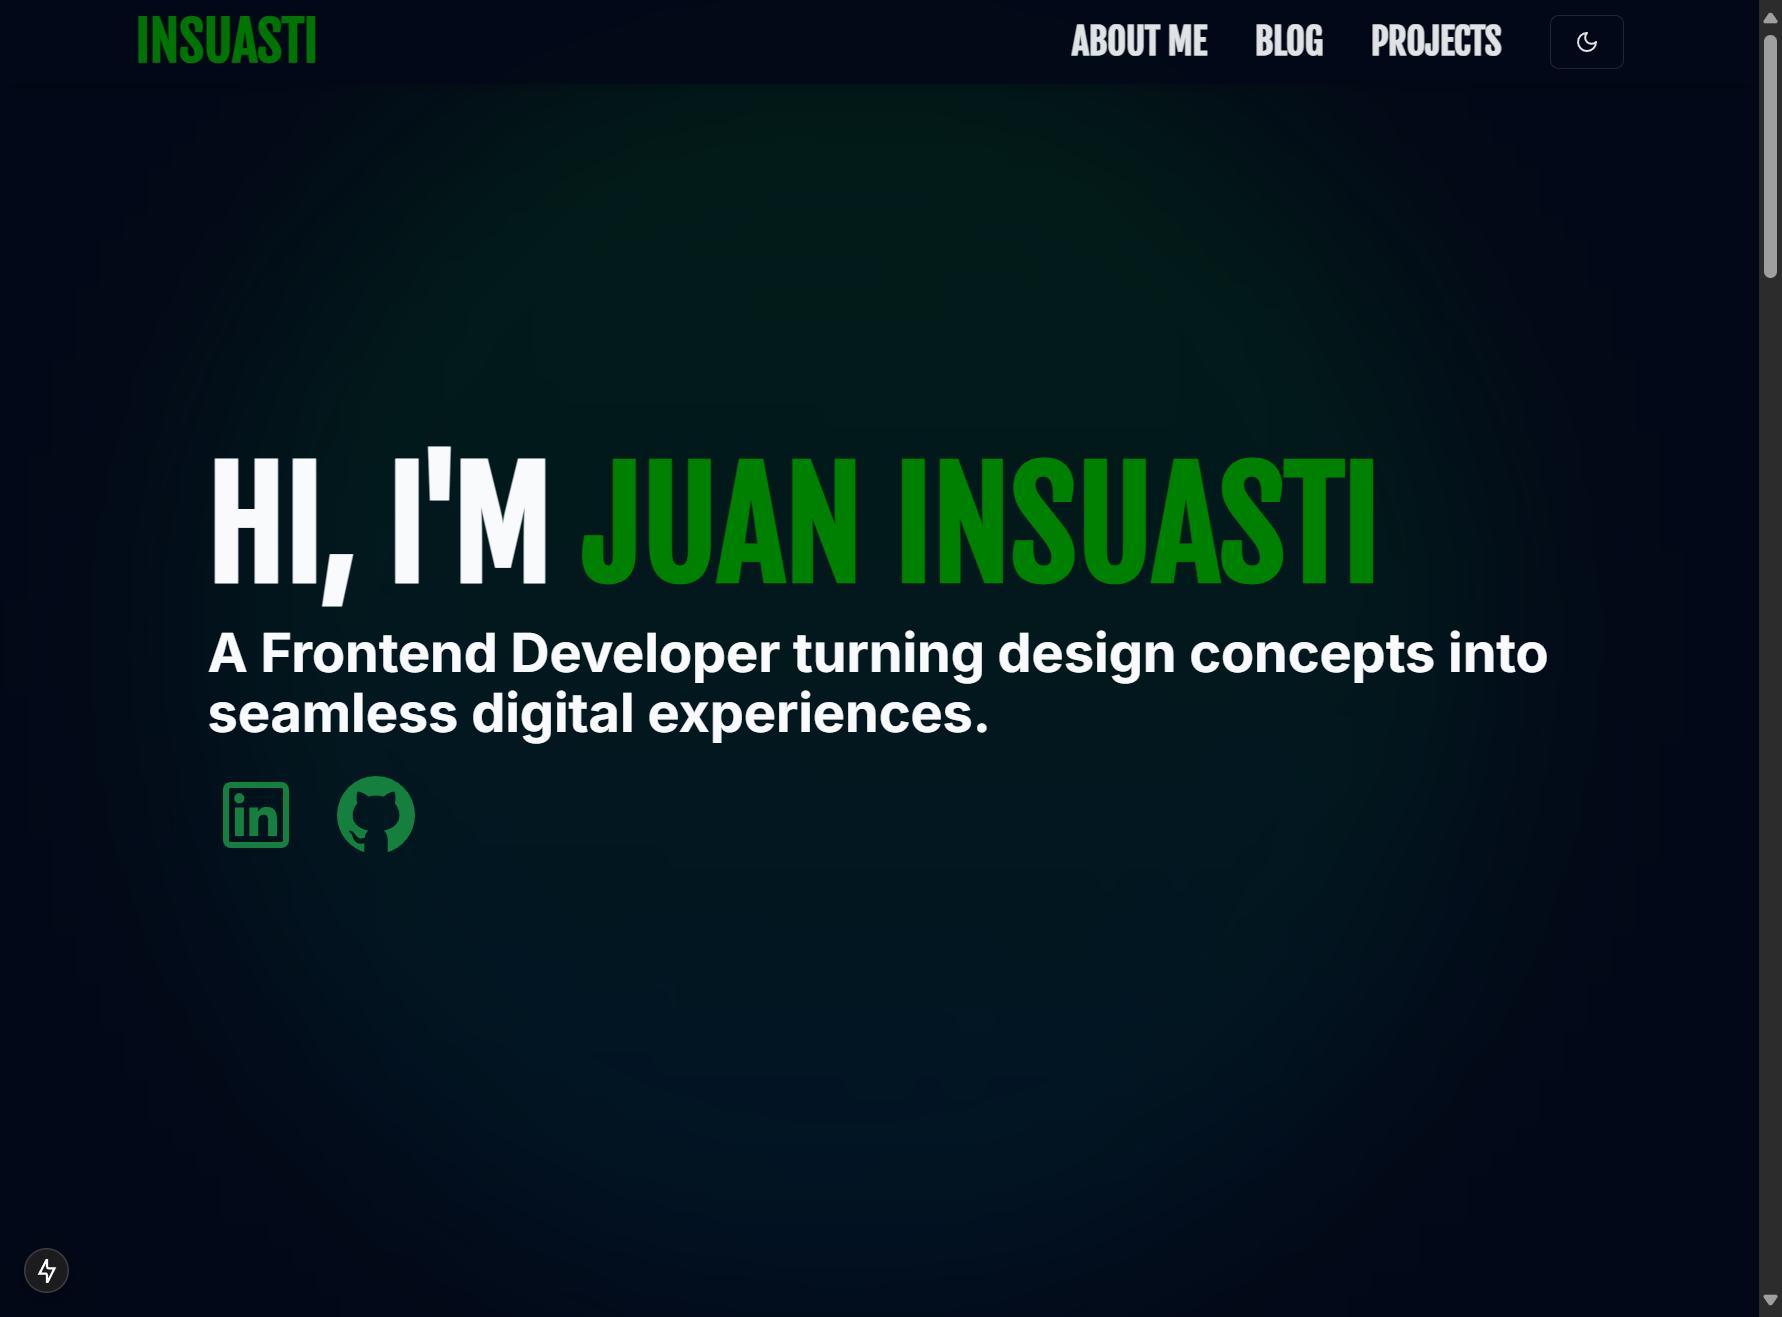 INSUASTI
ABOUT ME
BLOG
PROJECTS
HI, I'M JUAN INSUASTI
A Frontend Developer turning design concepts into
seamless digital experiences.
in